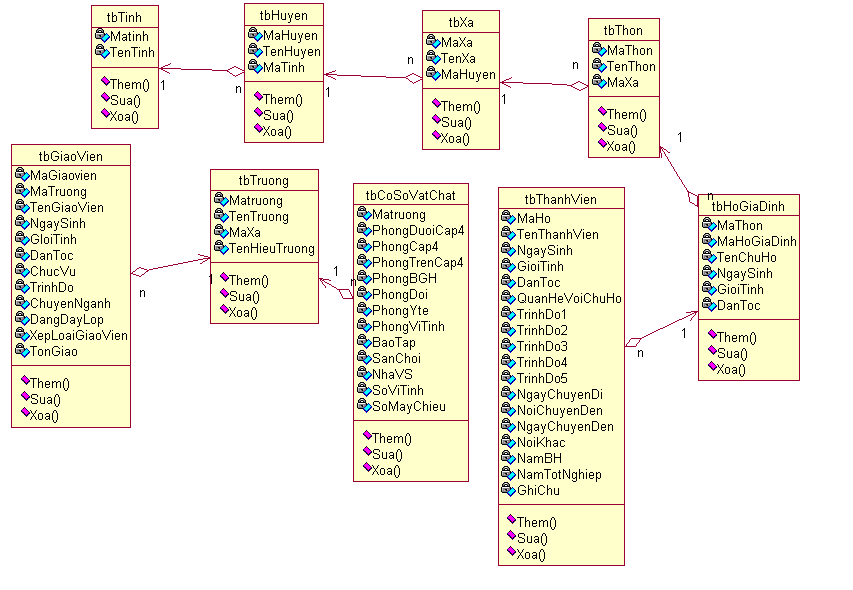 tbTinh
Matinh
TenTinh
Them()
Sua()
Xoa()
1
n
tbHuyen
MaHuyen
TenHuyen
MaTinh
Them()
Sua()
Xoa()
1
n
tbXa
MaXa
TenXa
MaHuyen
Them()
Sua()
Xoa()
1
n
tbThon
MaThon
TenThon
MaXa
Them()
Sua()
Xoa()
1
n
tbGiaoVien
MaGiaovien
MaTruong
TenGiaoVien
NgaySinh
GIoiTinh
DanToc
ChucVu
TrinhDo
ChuyenNganh
DangDayLop
XepLoaiGiaoVien
TonGiao
Them()
Sua()
Xoa()
n
1
tbTruong
Matruong
TenTruong
MaXa
TenHieuTruong
Them()
Sua()
Xoa()
1
n
tbCoSoVatChat
Matruong
PhongDuoiCap4
PhongCap4
PhongTrenCap4
PhongBGH
PhongDoi
PhongYte
PhongViTinh
BaoTap
SanChoi
NhaVS
SoViTinh
SoMayChieu
Them()
Sua()
Xoa()
tbThanhVien
MaHo
TenThanhVien
NgaySinh
GioiTinh
DanToc
QuanHeVoiChuHo
TrinhDo1
TrinhDo2
TrinhDo3
TrinhDo4
TrinhDo5
NgayChuyenDi
NoiChuyenDen
NgayChuyenDen
NoiKhac
NamBH
NamTotNghiep
GhiChu
Them()
Sua()
Xoa()
n
1
tbHoGiaDinh
MaThon
MaHoGiaDinh
TenChuHo
NgaySinh
GioiTinh
DanToc
Them()
Sua()
Xoa()